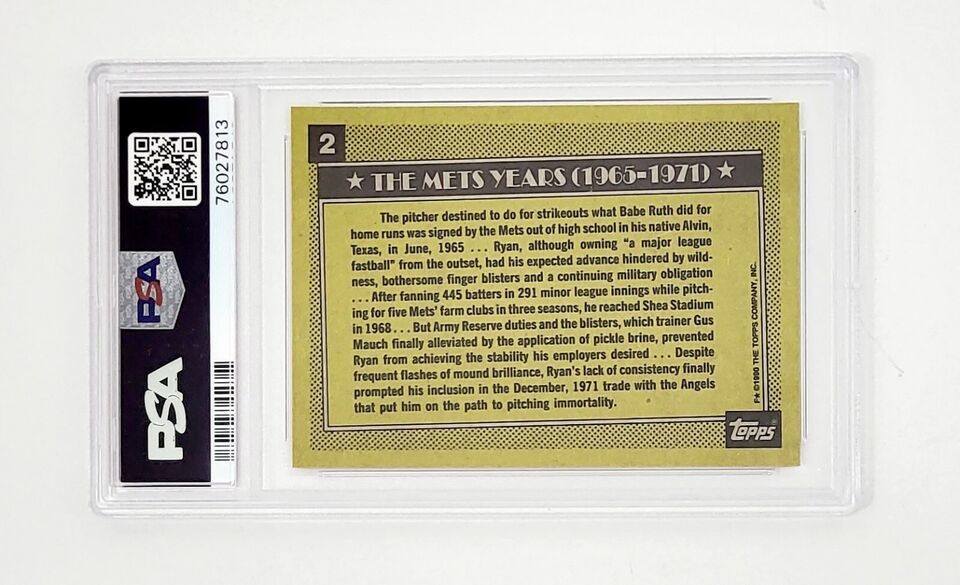 76027813
PSA
PSA
2
★ THE METS YEARS (1965-1971) ★
The pitcher destined to do for strikeouts what Babe Ruth did for
home runs was signed by the Mets out of high school in his native Alvin,
Texas, in June, 1965 ... Ryan, although owning "a major league
fastball" from the outset, had his expected advance hindered by wild-
ness, bothersome finger blisters and a continuing military obligation
... After fanning 445 batters in 291 minor league innings while pitch-
ing for five Mets' farm clubs in three seasons, he reached Shea Stadium
in 1968 ... But Army Reserve duties and the blisters, which trainer Gus
Mauch finally alleviated by the application of pickle brine, prevented
Ryan from achieving the stability his employers desired ... Despite
frequent flashes of mound brilliance, Ryan's lack of consistency finally
prompted his inclusion in the December, 1971 trade with the Angels
that put him on the path to pitching immortality.
F★ ©1990 THE TOPPS COMPANY, INC.
topps®